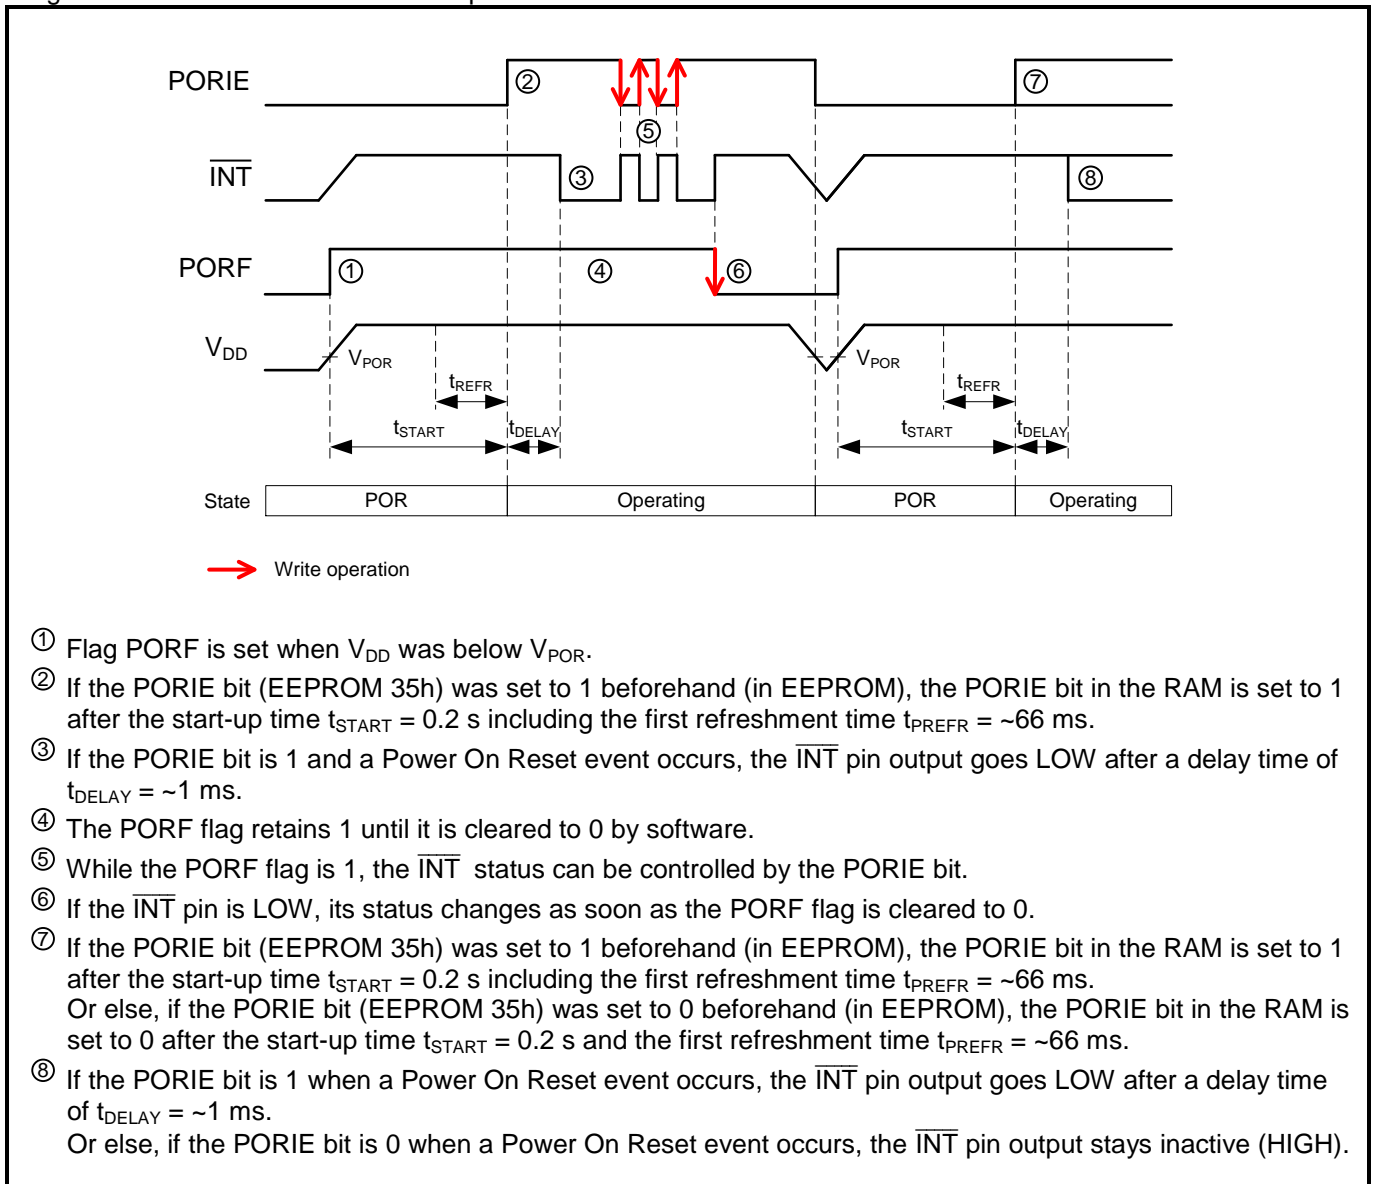 PORIE
②
⑦
⑤
INT
③
⑧
PORF
①
④
⑥
VDD
VPOR
VPOR
tREFR
tREFR
tSTART
tDELAY
tSTART
tDELAY
State
POR
Operating
POR
Operating
Write operation
① Flag PORF is set when VDD was below VPOR.
② If the PORIE bit (EEPROM 35h) was set to 1 beforehand (in EEPROM), the PORIE bit in the RAM is set to 1
after the start-up time tSTART = 0.2 s including the first refreshment time tPREFR = ~66 ms.
③ If the PORIE bit is 1 and a Power On Reset event occurs, the INT pin output goes LOW after a delay time of
tDELAY = ~1 ms.
④ The PORF flag retains 1 until it is cleared to 0 by software.
⑤ While the PORF flag is 1, the INT status can be controlled by the PORIE bit.
⑥ If the INT pin is LOW, its status changes as soon as the PORF flag is cleared to 0.
⑦ If the PORIE bit (EEPROM 35h) was set to 1 beforehand (in EEPROM), the PORIE bit in the RAM is set to 1
after the start-up time tSTART = 0.2 s including the first refreshment time tPREFR = ~66 ms.
Or else, if the PORIE bit (EEPROM 35h) was set to 0 beforehand (in EEPROM), the PORIE bit in the RAM is
set to 0 after the start-up time tSTART = 0.2 s and the first refreshment time tPREFR = ~66 ms.
⑧ If the PORIE bit is 1 when a Power On Reset event occurs, the INT pin output goes LOW after a delay time
of tDELAY = ~1 ms.
Or else, if the PORIE bit is 0 when a Power On Reset event occurs, the INT pin output stays inactive (HIGH).